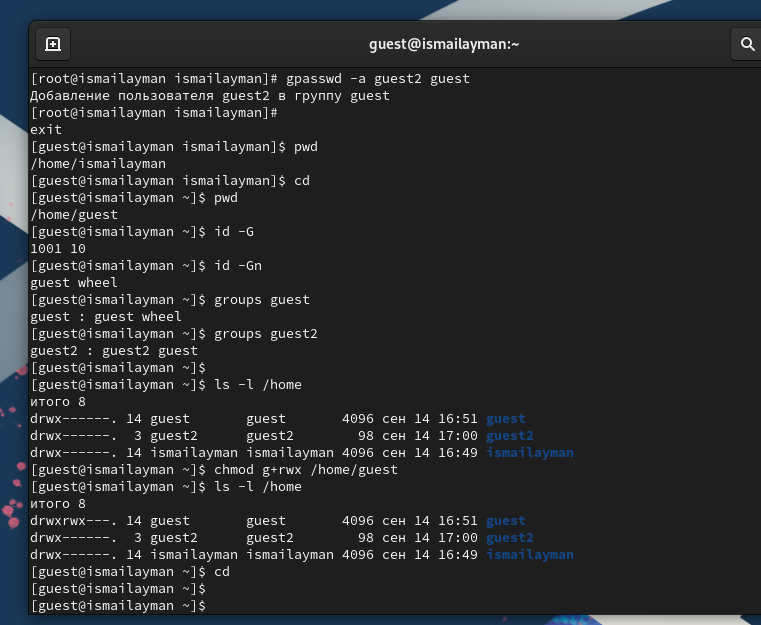 guest@ismailayman:~
[root@ismailayman ismailayman]# gpasswd -a guest2 guest
Добавление пользователя guest2 в группу guest
[root@ismailayman ismailayman]#
exit
[guest@ismailayman ismailayman]$ pwd
/home/ismailayman
[guest@ismailayman ismailayman]$ cd
[guest@ismailayman ~]$ pwd
/home/guest
[guest@ismailayman ~]$ id -G
1001 10
[guest@ismailayman ~]$ id -Gn
guest wheel
[guest@ismailayman ~]$ groups guest
guest : guest wheel
[guest@ismailayman ~]$ groups guest2
guest2 : guest2 guest
[guest@ismailayman ~]$
[guest@ismailayman ~]$ ls -l /home
итого 8
drwx------. 14 guest       guest       4096 сен 14 16:51 guest
drwx------.  3 guest2      guest2        98 сен 14 17:00 guest2
drwx------. 14 ismailayman ismailayman 4096 сен 14 16:49 ismailayman
[guest@ismailayman ~]$ chmod g+rwx /home/guest
[guest@ismailayman ~]$ ls -l /home
итого 8
drwxrwx---. 14 guest       guest       4096 сен 14 16:51 guest
drwx------.  3 guest2      guest2        98 сен 14 17:00 guest2
drwx------. 14 ismailayman ismailayman 4096 сен 14 16:49 ismailayman
[guest@ismailayman ~]$ cd
[guest@ismailayman ~]$
[guest@ismailayman ~]$